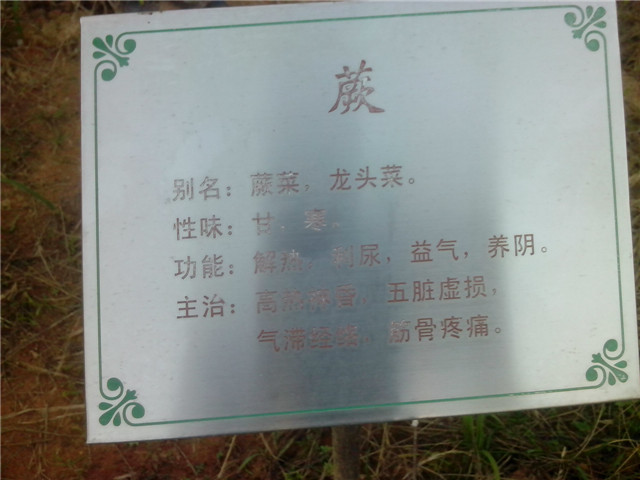 蕨
别名：蕨菜，龙头菜。
性味：甘、寒。
功能：解热，利尿，益气，养阴。
主治：高热神昏，五脏虚损，
气滞经络，筋骨疼痛。